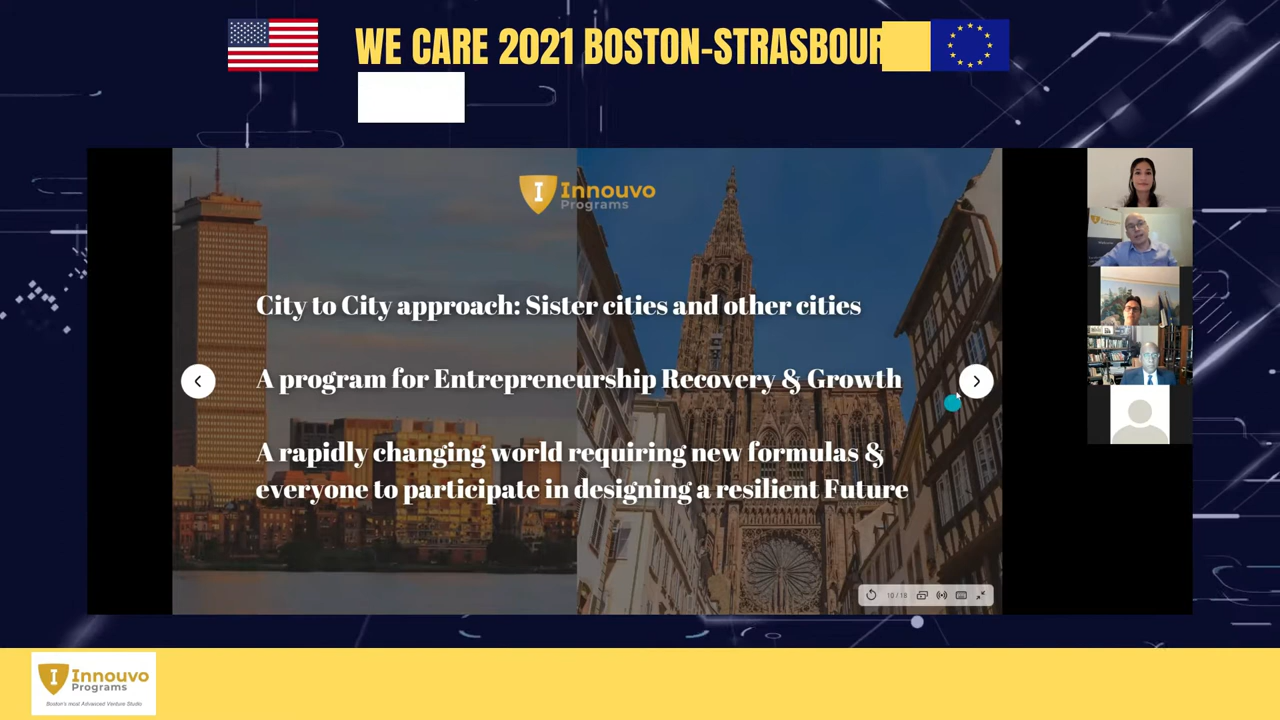 WE CARE 2021 BOSTON-STRASBOUR
I Innouvo
Programs
City to City approach: Sister cities and other cities
A program for Entrepreneurship Recovery & Growth
A rapidly changing world requiring new formulas &
everyone to participate in designing a resilient Future
10 / 18
I Innouvo
Programs
Boston's most Advanced Venture Studio